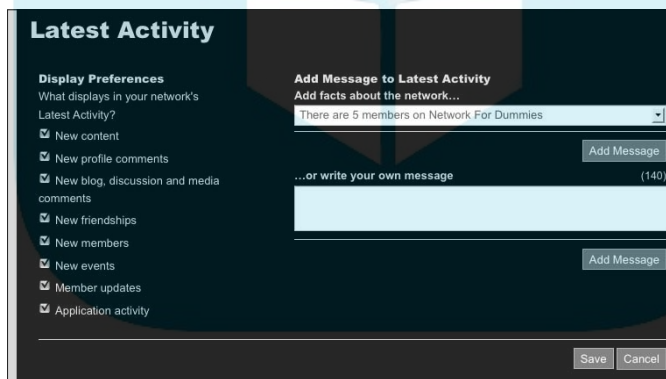 Latest Activity
Display Preferences
What displays in your network's
Latest Activity?
New content
New profile comments
New blog, discussion and media
comments
New friendships
New members
New events
Member updates
Application activity
Add Message to Latest Activity
Add facts about the network...
There are 5 members on Network For Dummies
Add Message
...or write your own message (140)
Add Message
Save Cancel